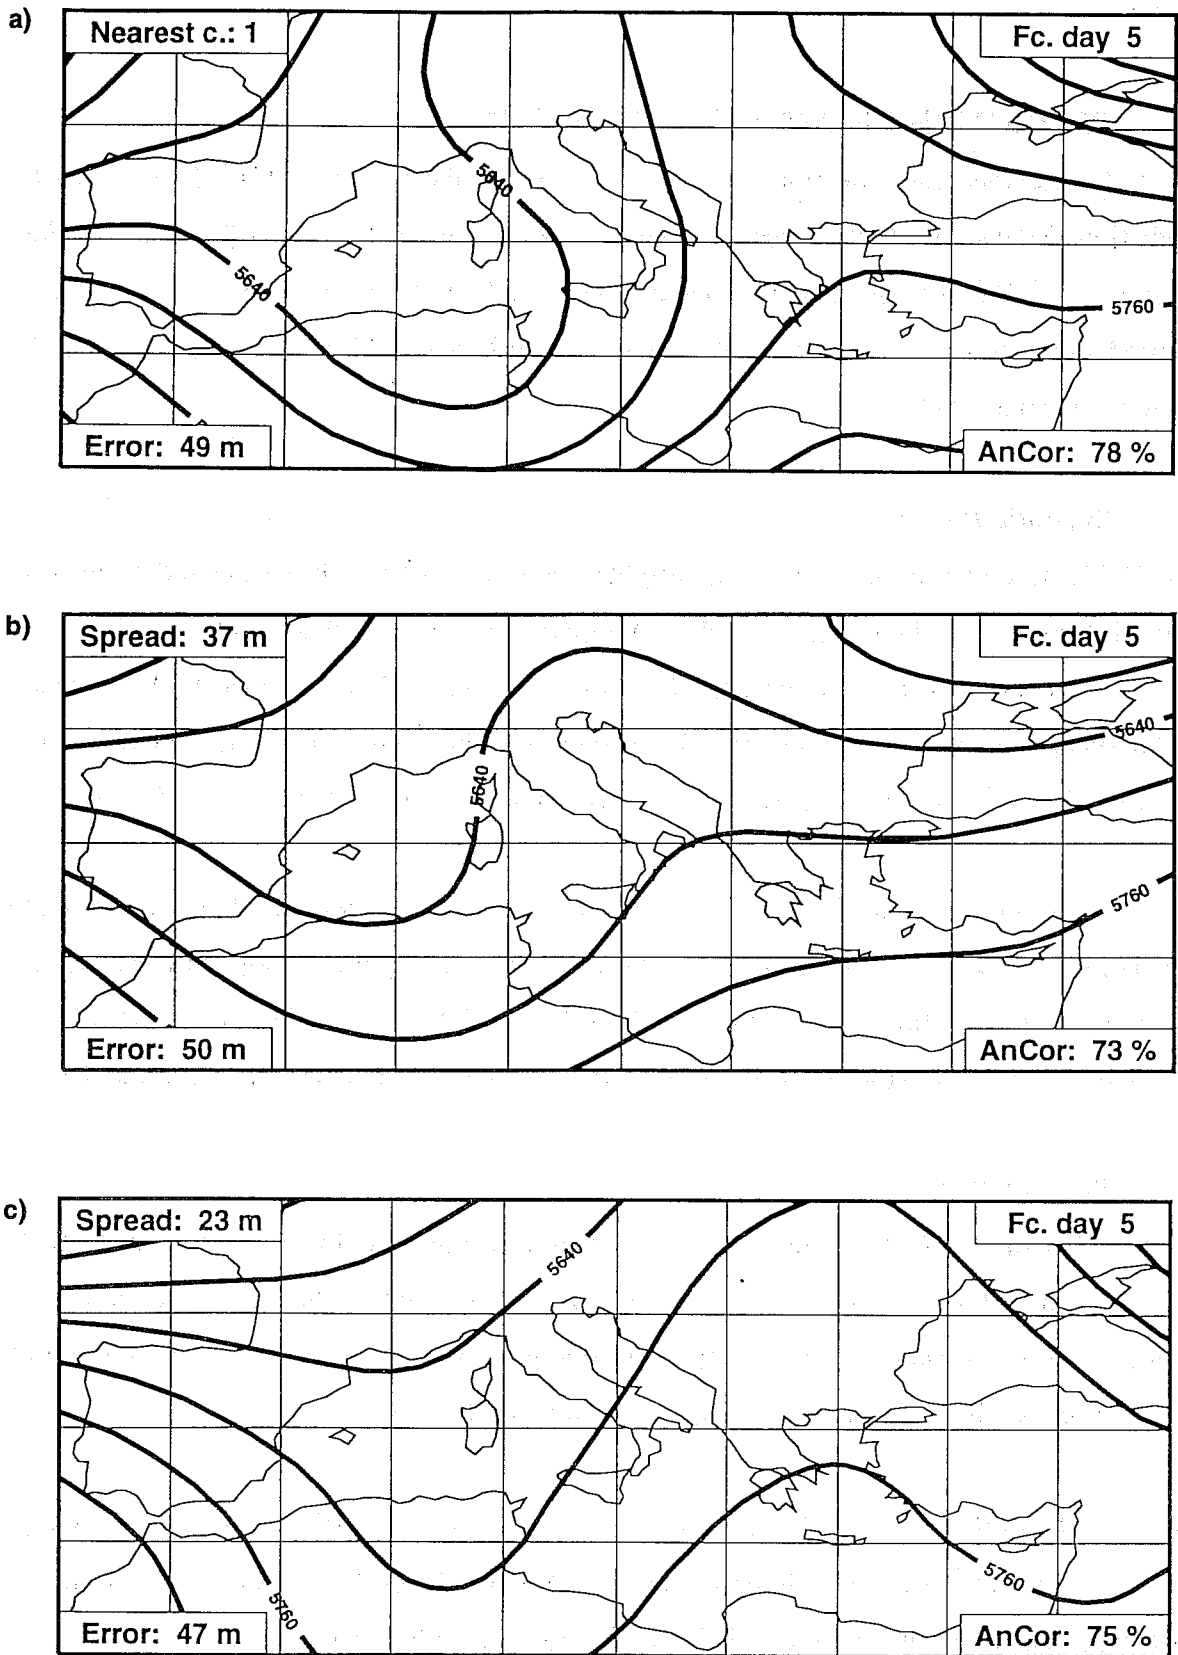 a)
Nearest c.: 1
Fc. day 5
5640
5640
5760
Error: 49 m
AnCor: 78 %
b)
Spread: 37 m
Fc. day 5
5640
5640
5760
Error: 50 m
AnCor: 73 %
c)
Spread: 23 m
Fc. day 5
5640
5760
5760
Error: 47 m
AnCor: 75 %